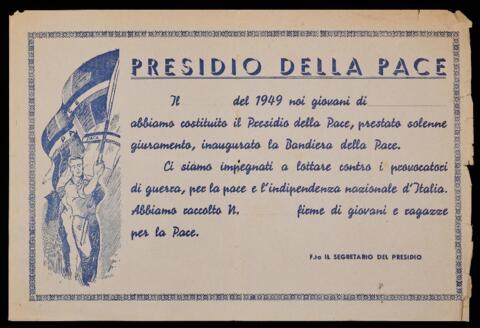 PRESIDIO DELLA PACE
Il del 1949 noi giovani di
abbiamo costituito il Presidio della Pace, prestato solenne
giuramento, inaugurato la Bandiera della Pace.
Ci siamo impegnati a lottare contro i provocatori
di guerra, per la pace e l'indipendenza nazionale d'Italia.
Abbiamo raccolto N. firme di giovani e ragazze
per la Pace.
F.to IL SEGRETARIO DEL PRESIDIO